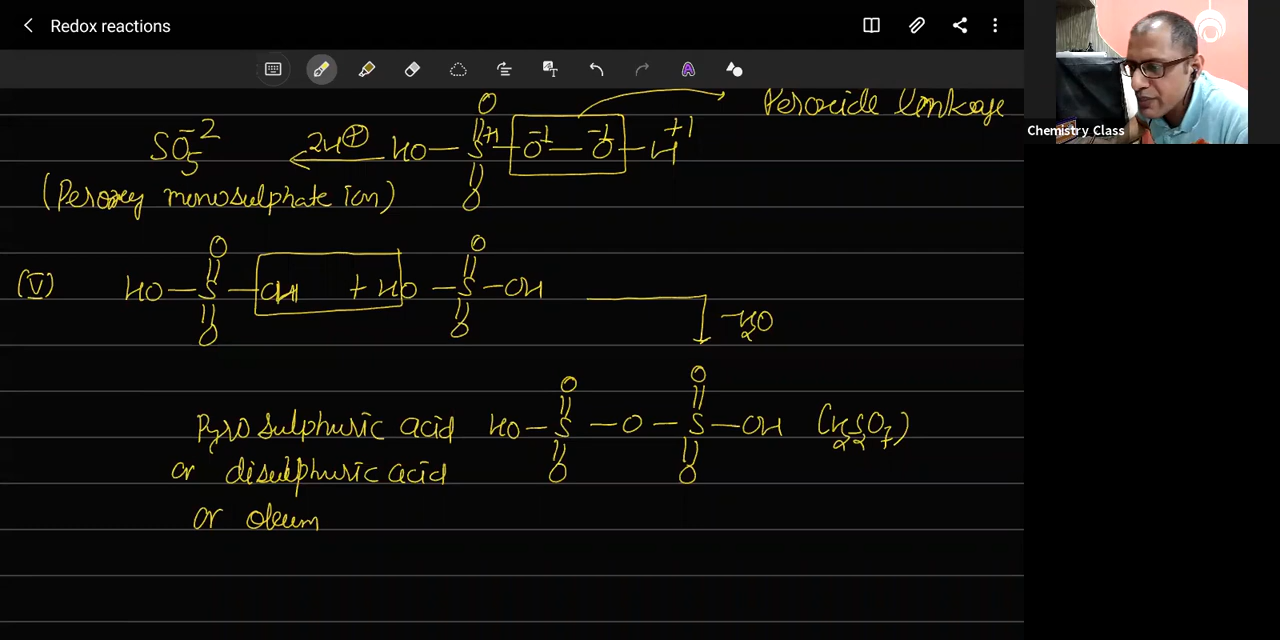 Redox reactions
Chemistry Class
Peroxide linkage
O
SO5-2 2H+ HO—S—O-1—O-1—H+1
O
(Peroxy monosulphate ion)
O O
(V) HO—S—OH + HO—S—OH
O O
-H2O
O O
Pyrosulphuric acid HO—S—O—S—OH (H2S2O7)
O O
or disulphuric acid
or oleum